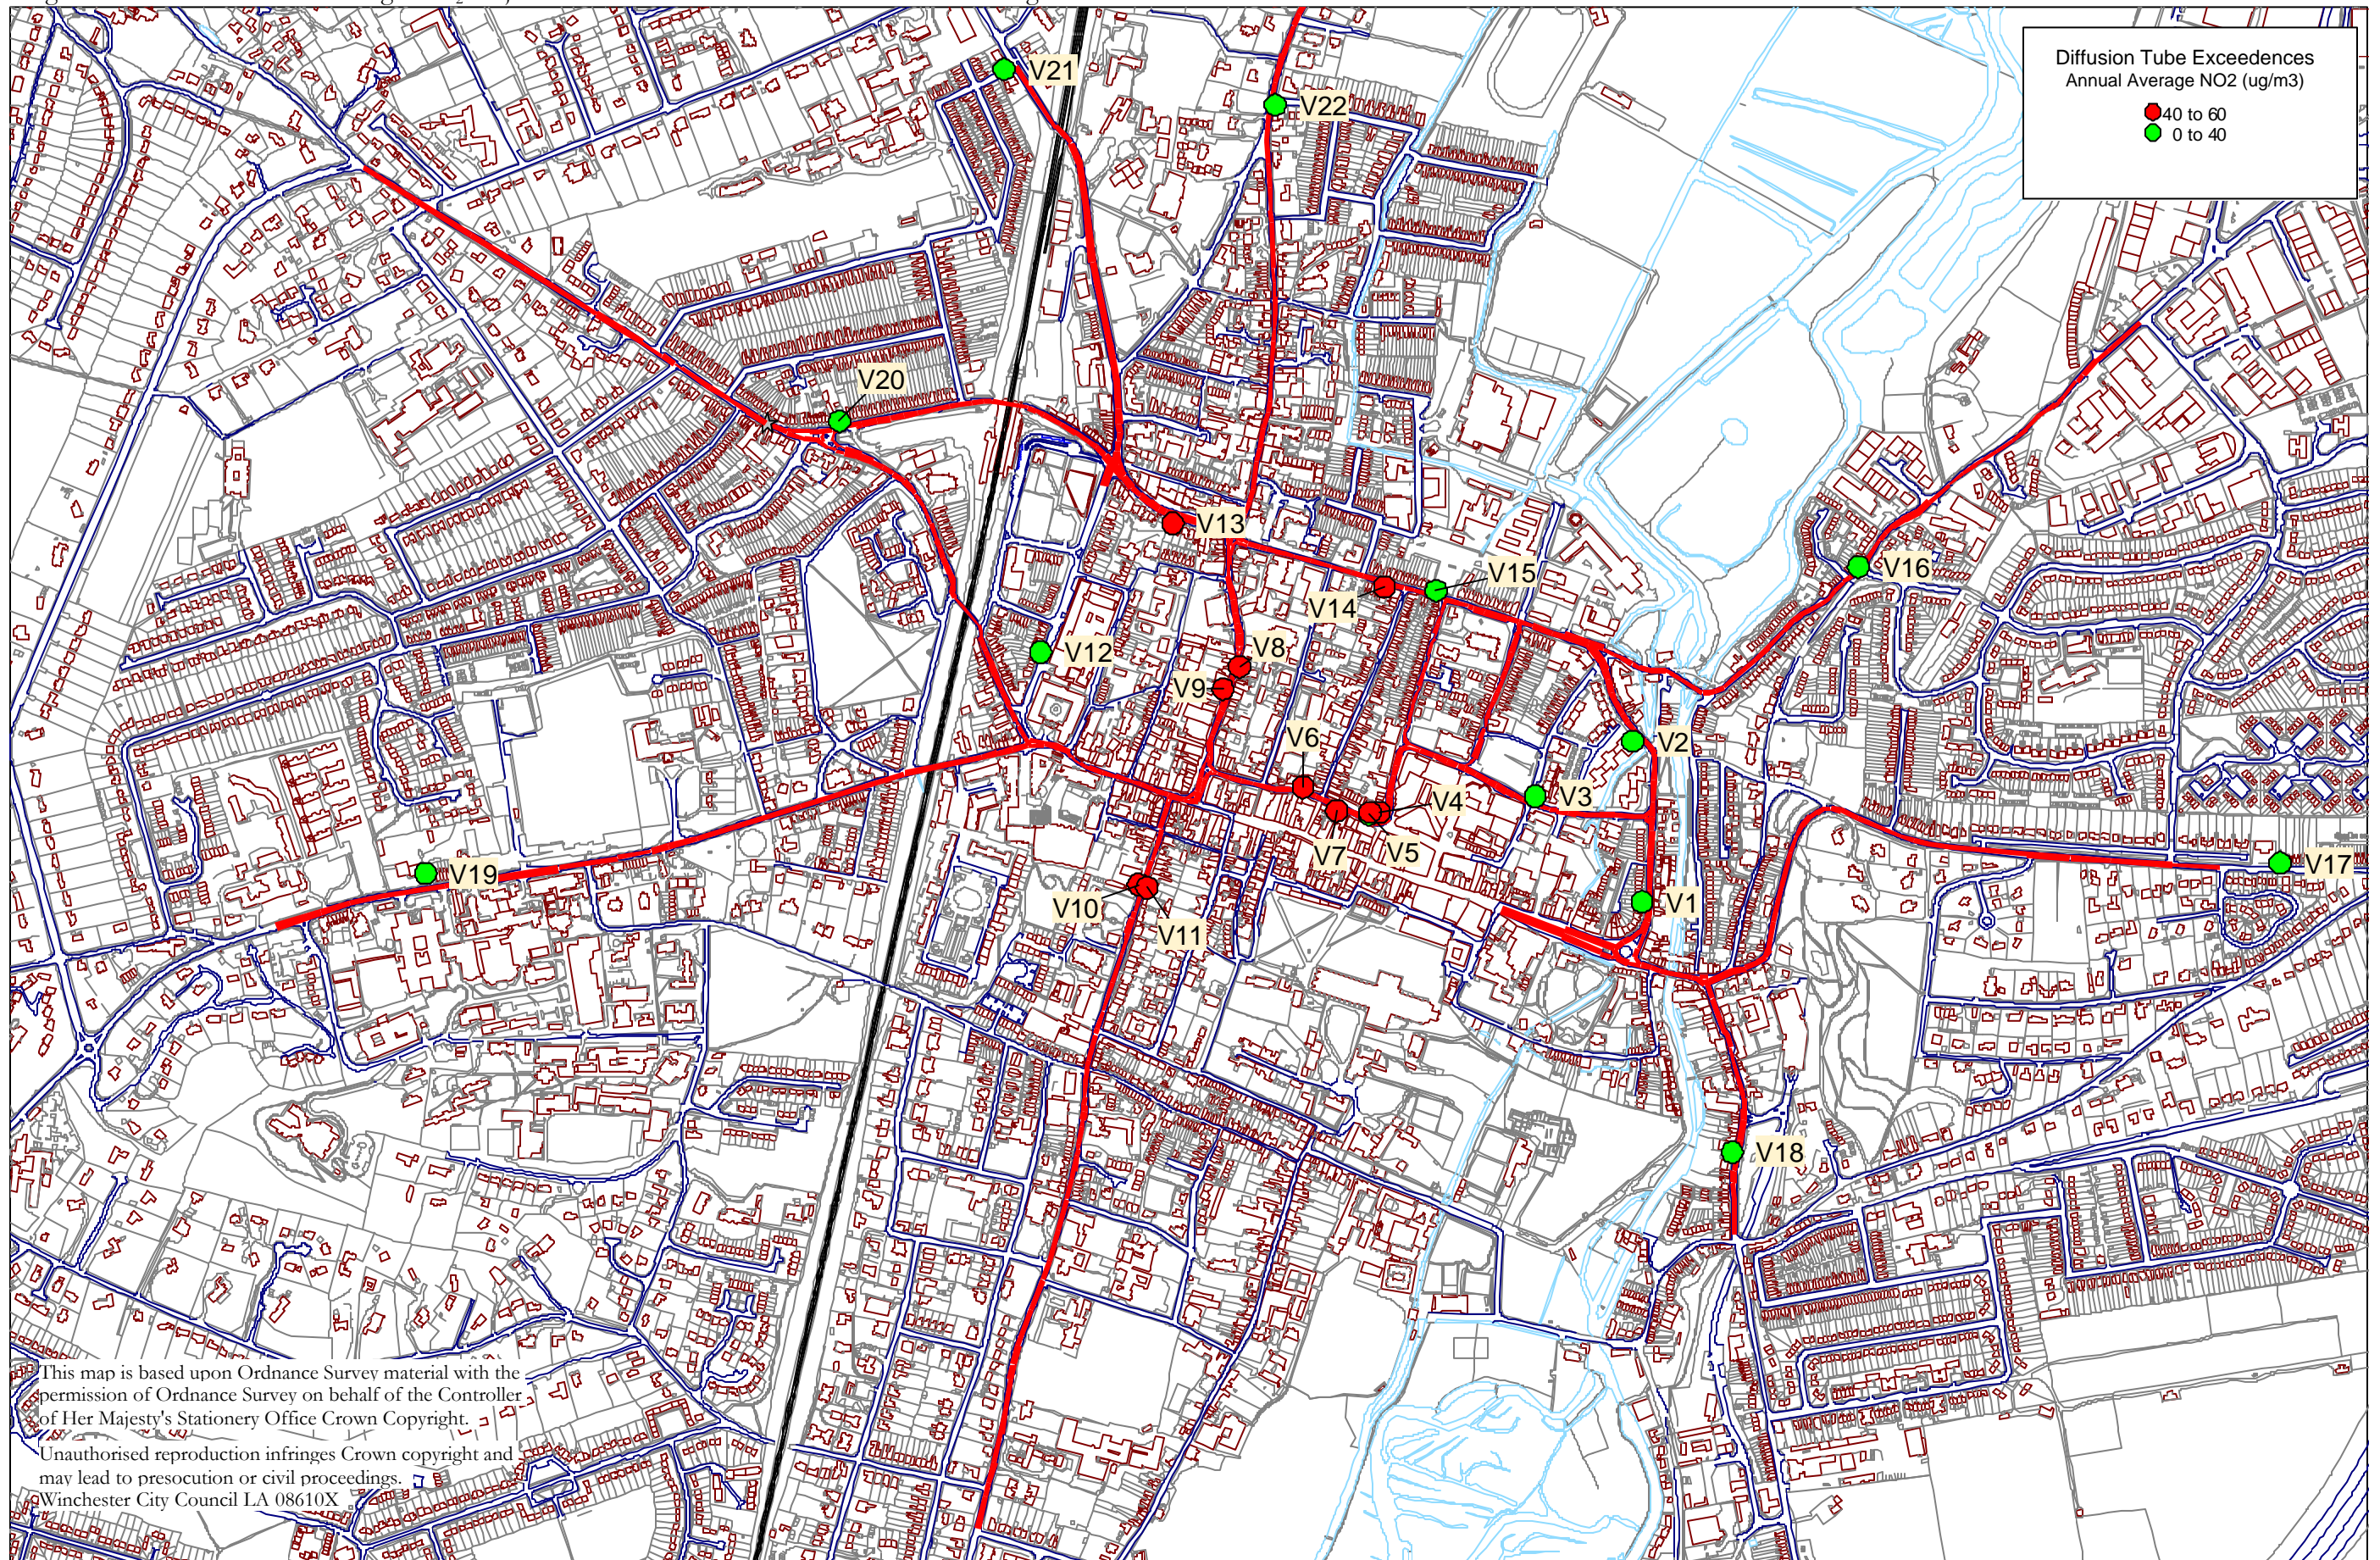 Diffusion Tube Exceedences
Annual Average NO2 (ug/m3)
40 to 60
0 to 40
V21
V22
V20
V13
V15
V14
V16
V12
V8
V9
V6
V2
V3
V4
V7
V5
V17
V19
V10
V1
V11
V18
This map is based upon Ordnance Survey material with the
permission of Ordnance Survey on behalf of the Controller
of Her Majesty's Stationery Office Crown Copyright.
Unauthorised reproduction infringes Crown copyright and
may lead to presocution or civil proceedings.
Winchester City Council LA 08610X